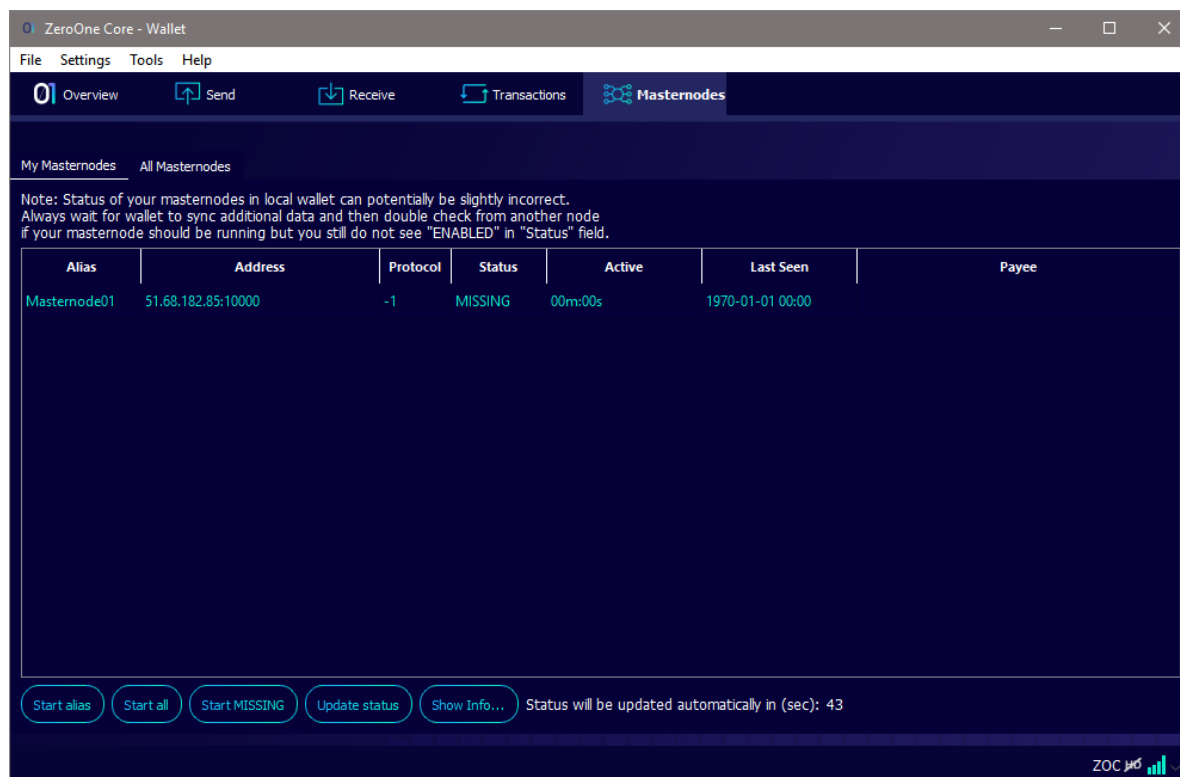 01 ZeroOne Core - Wallet
File Settings Tools Help
01 Overview Send Receive Transactions Masternodes
My Masternodes All Masternodes
Note: Status of your masternodes in local wallet can potentially be slightly incorrect.
Always wait for wallet to sync additional data and then double check from another node
if your masternode should be running but you still do not see "ENABLED" in "Status" field.
Alias Address Protocol Status Active Last Seen Payee
Masternode01 51.68.182.85:10000 -1 MISSING 00m:00s 1970-01-01 00:00
Start alias Start all Start MISSING Update status Show Info... Status will be updated automatically in (sec): 43
ZOC HD